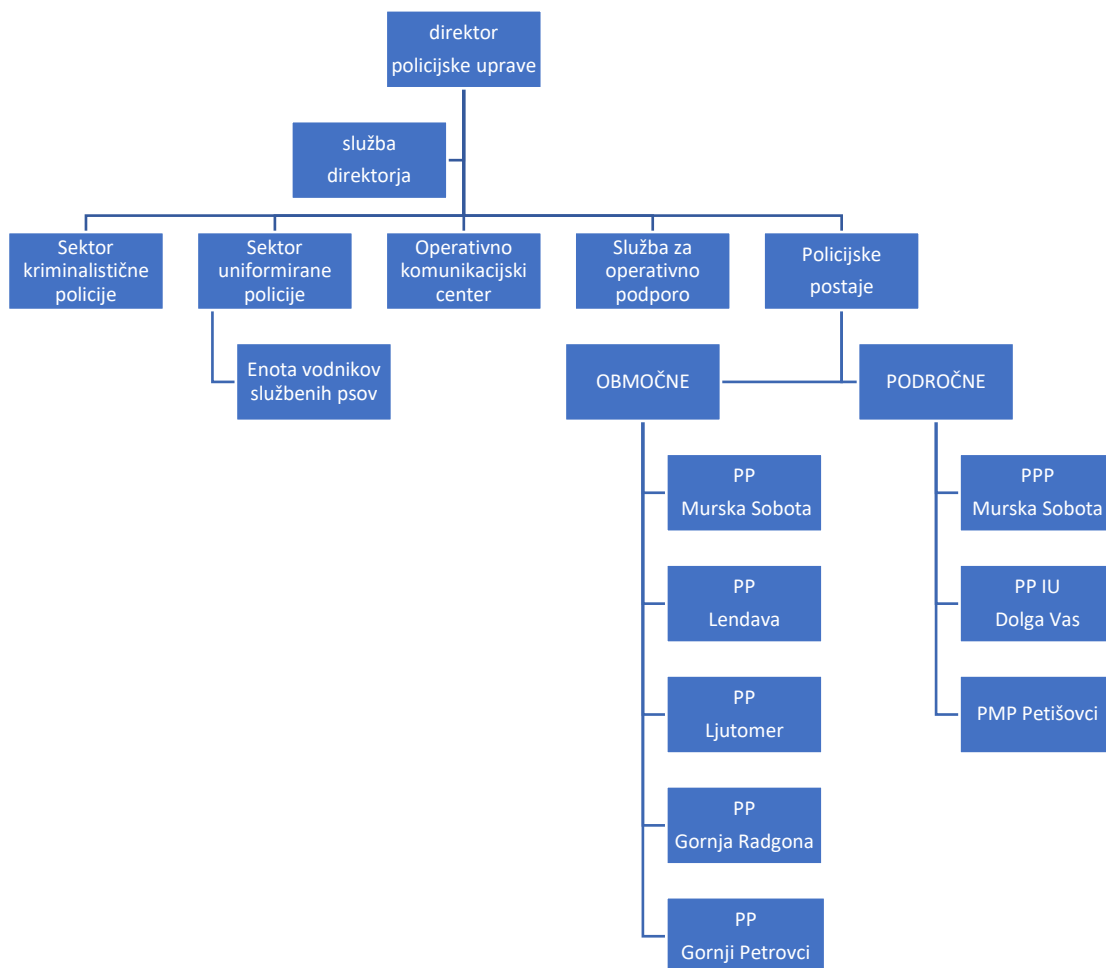 direktor
policijske uprave
služba
direktorja
Sektor
kriminalistične
policije
Sektor
uniformirane
policije
Operativno
komunikacijski
center
Služba za
operativno
podporo
Policijske
postaje
Enota vodnikov
službenih psov
OBMOČNE
PODROČNE
PP
Murska Sobota
PP
Lendava
PP
Ljutomer
PP
Gornja Radgona
PP
Gornji Petrovci
PPP
Murska Sobota
PP IU
Dolga Vas
PMP Petišovci